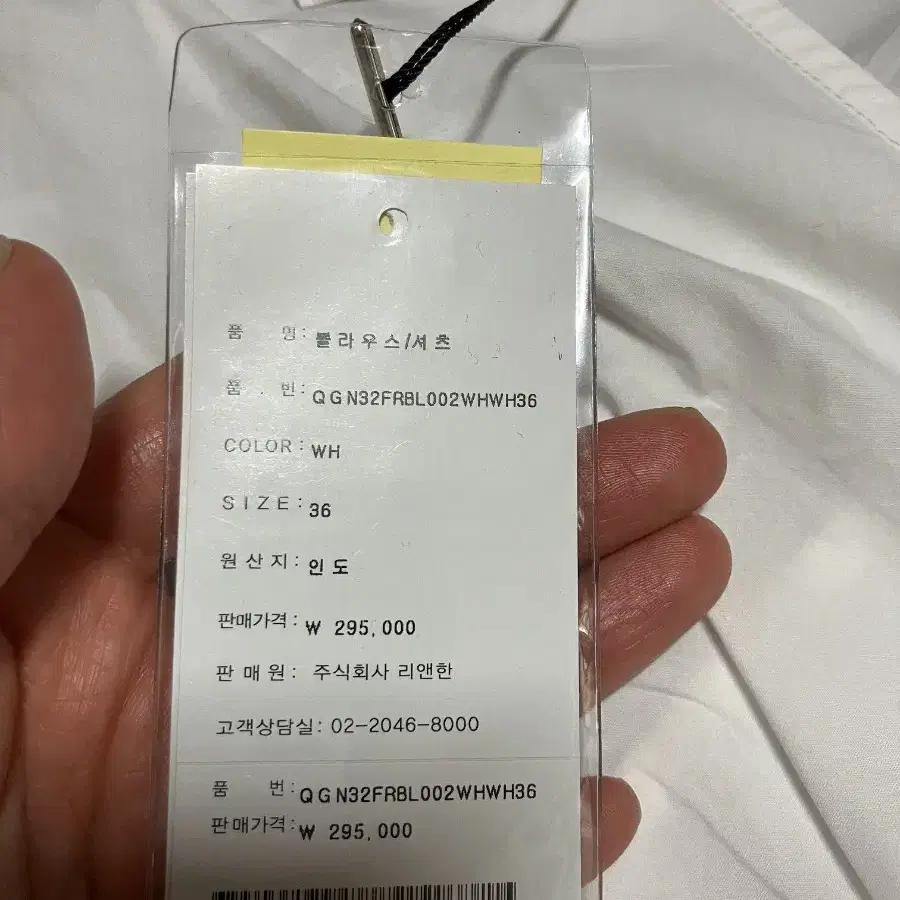 품 명: 블라우스/셔츠
품 번: QGN32FRBL002WHWH36
COLOR: WH
SIZE: 36
원산지: 인도
판매가격: ₩ 295,000
판매원: 주식회사 리앤한
고객상담실: 02-2046-8000
품 번: QGN32FRBL002WHWH36
판매가격: ₩ 295,000